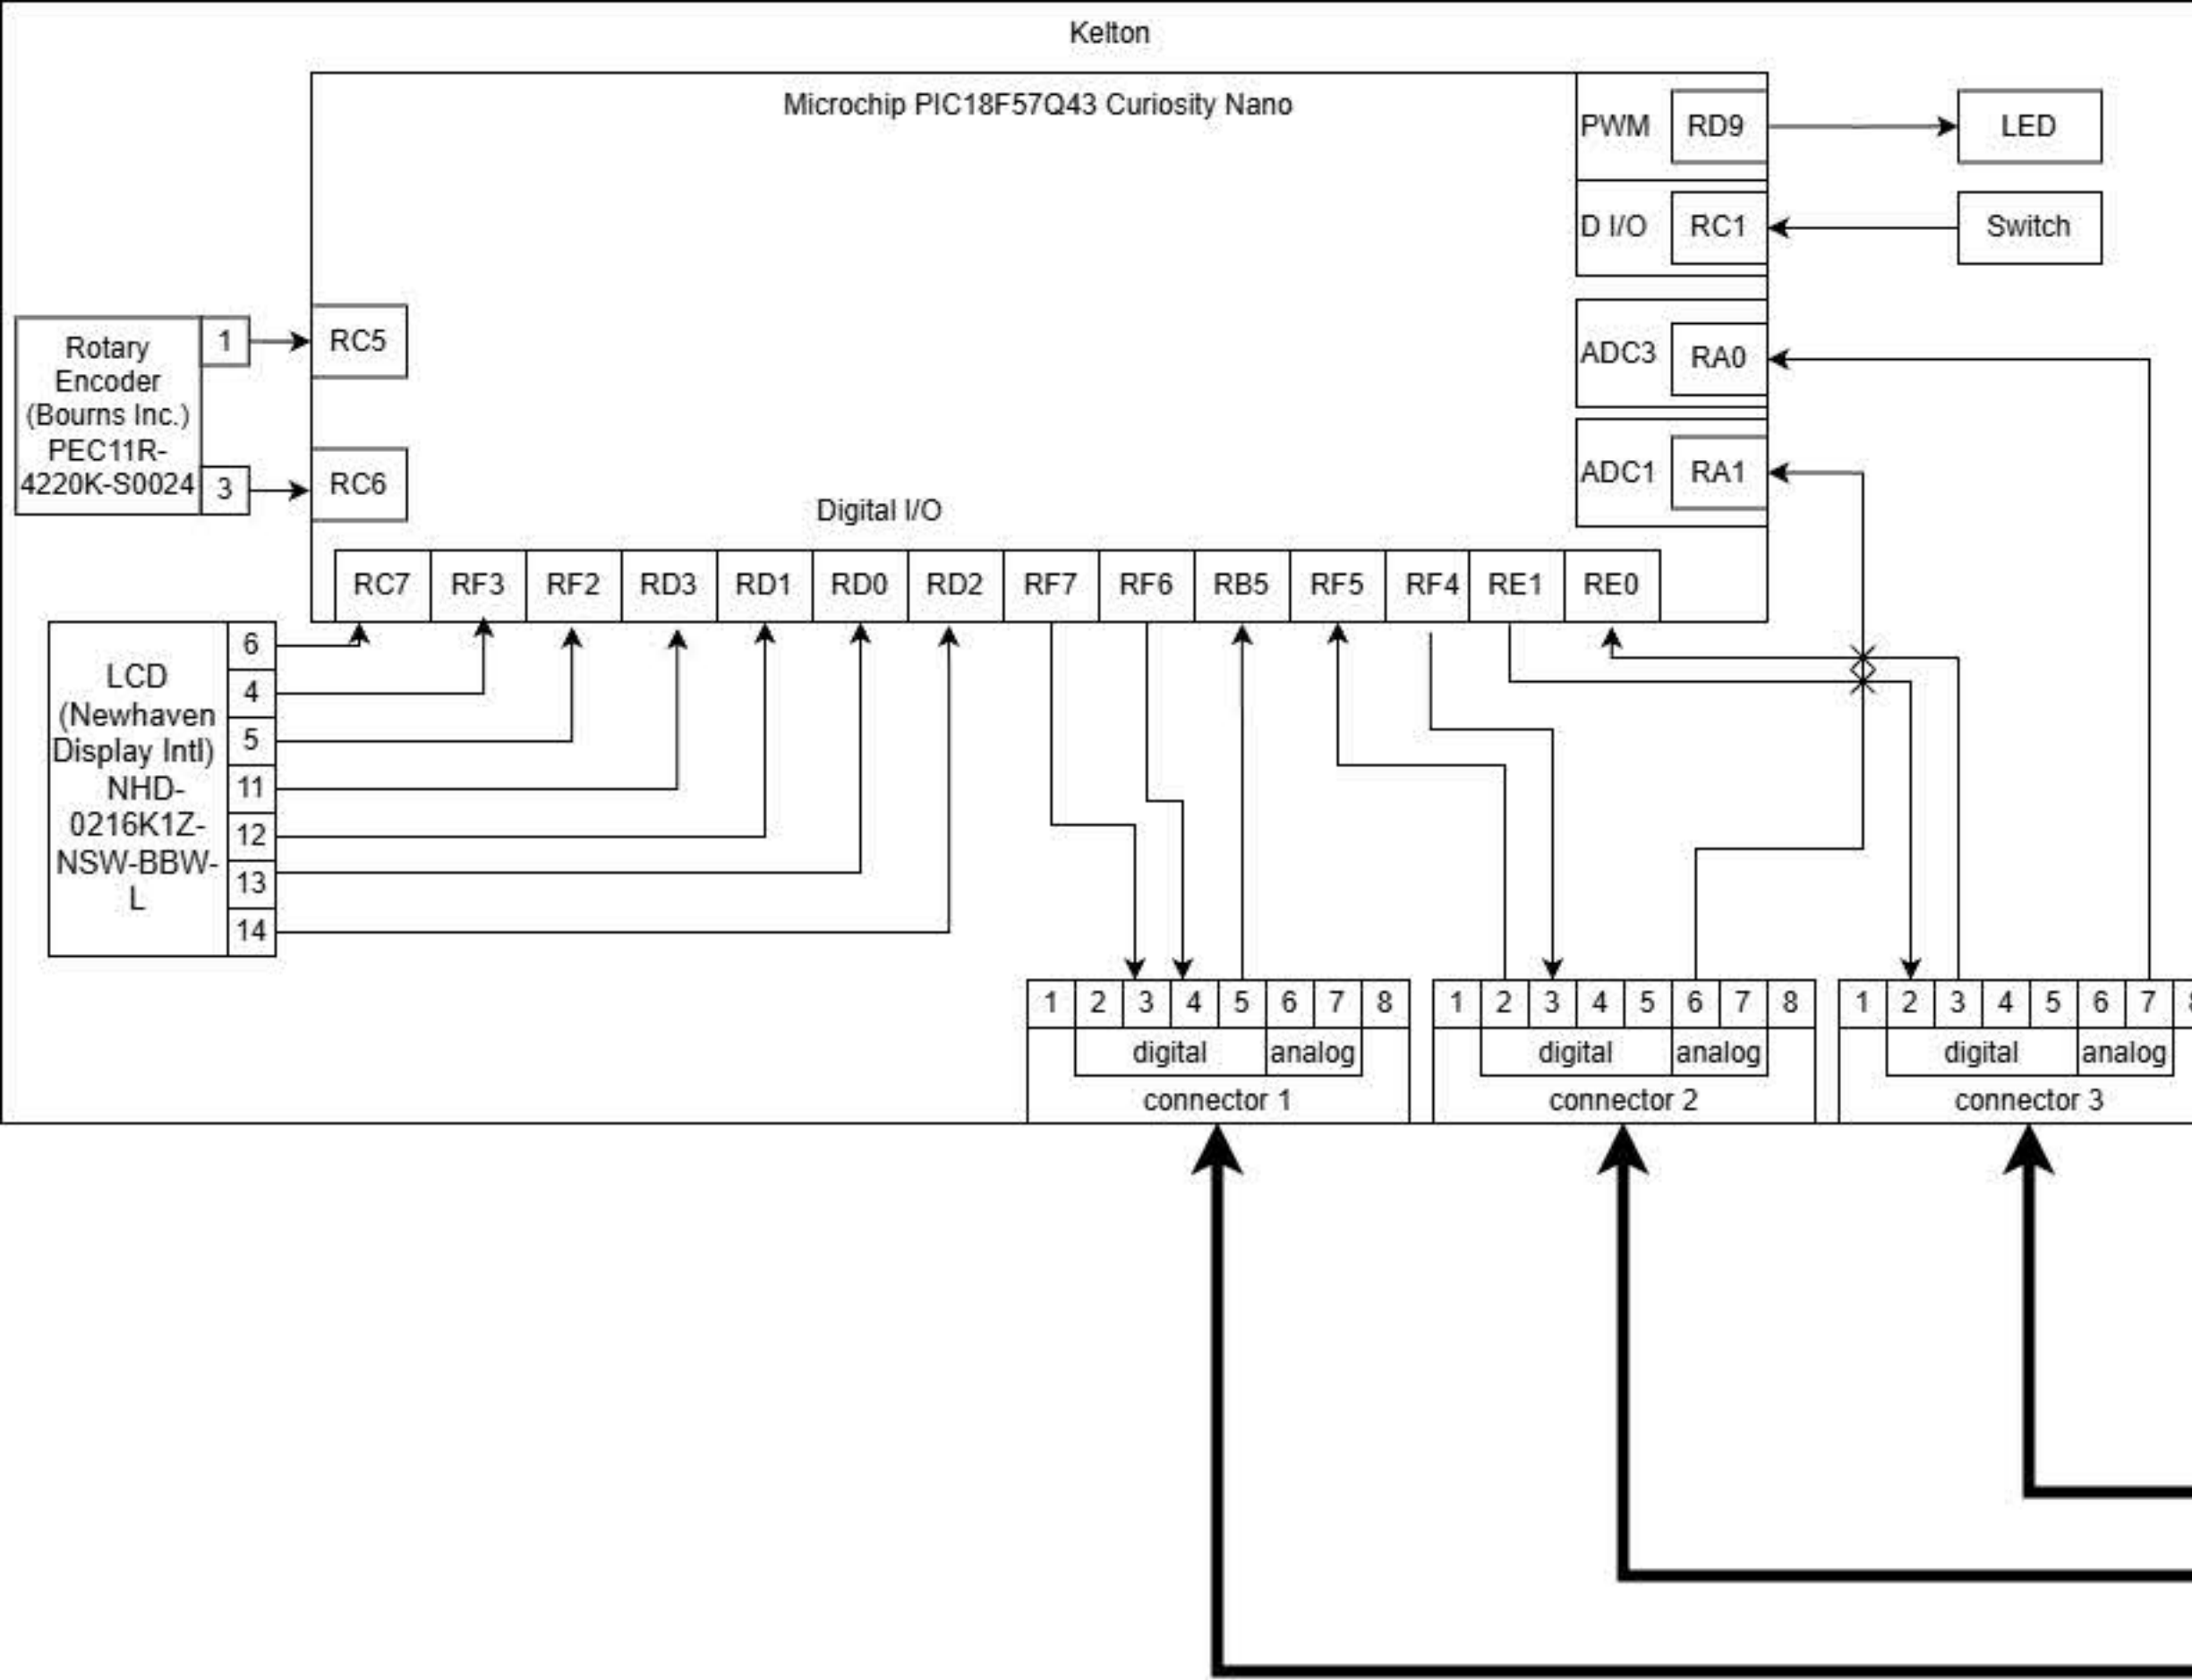 Kelton
Microchip PIC18F57Q43 Curiosity Nano
PWM RD9 LED
D I/O RC1 Switch
Rotary
Encoder
(Bourns Inc.)
PEC11R-
4220K-S0024
1 RC5
3 RC6
ADC3 RA0
ADC1 RA1
Digital I/O
RC7 RF3 RF2 RD3 RD1 RD0 RD2 RF7 RF6 RB5 RF5 RF4 RE1 RE0
LCD
(Newhaven
Display Intl)
NHD-
0216K1Z-
NSW-BBW-
L
6
4
5
11
12
13
14
1 2 3 4 5 6 7 8
digital analog
connector 1
1 2 3 4 5 6 7 8
digital analog
connector 2
1 2 3 4 5 6 7
digital analog
connector 3